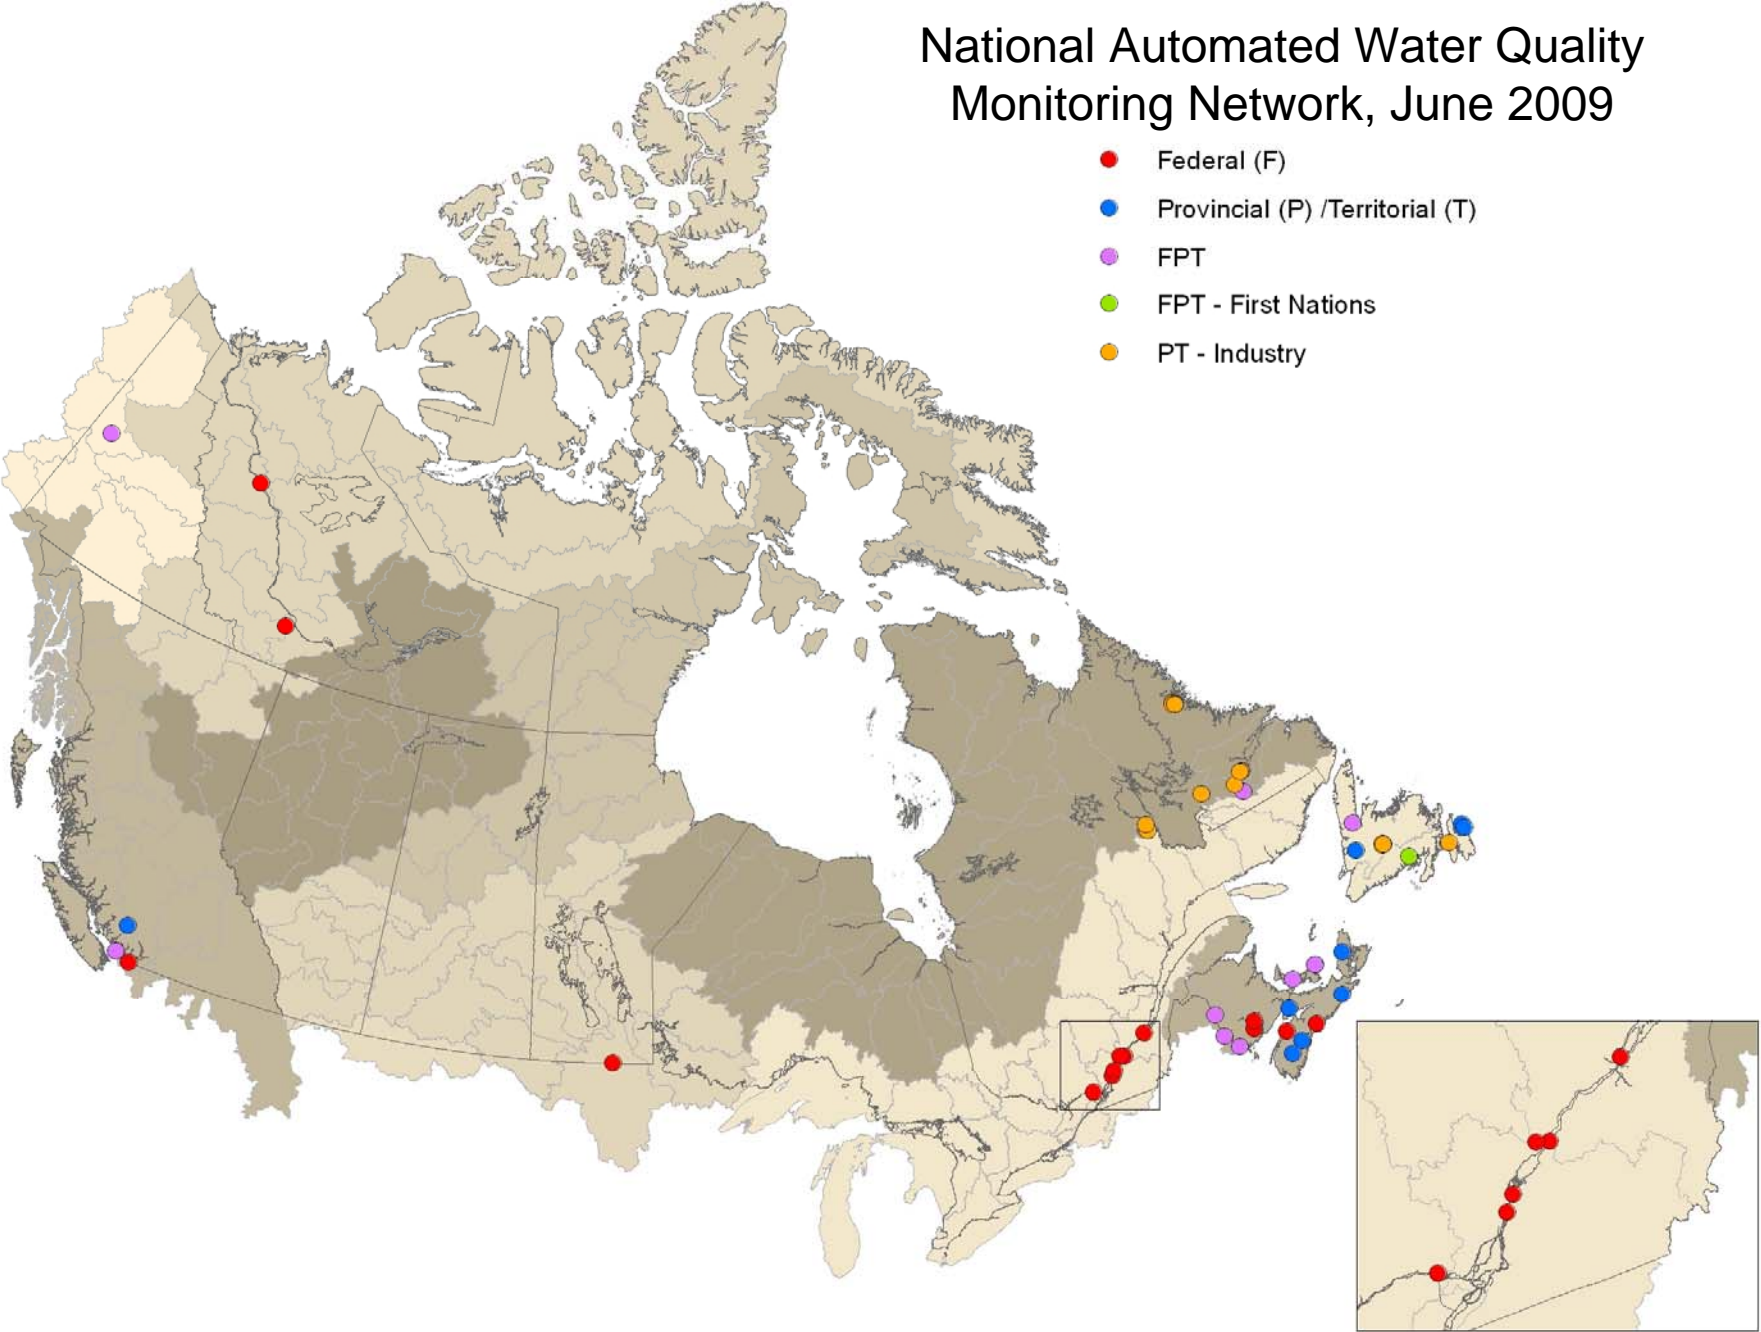 National Automated Water Quality
Monitoring Network, June 2009
Federal (F)
Provincial (P) /Territorial (T)
FPT
FPT - First Nations
PT - Industry